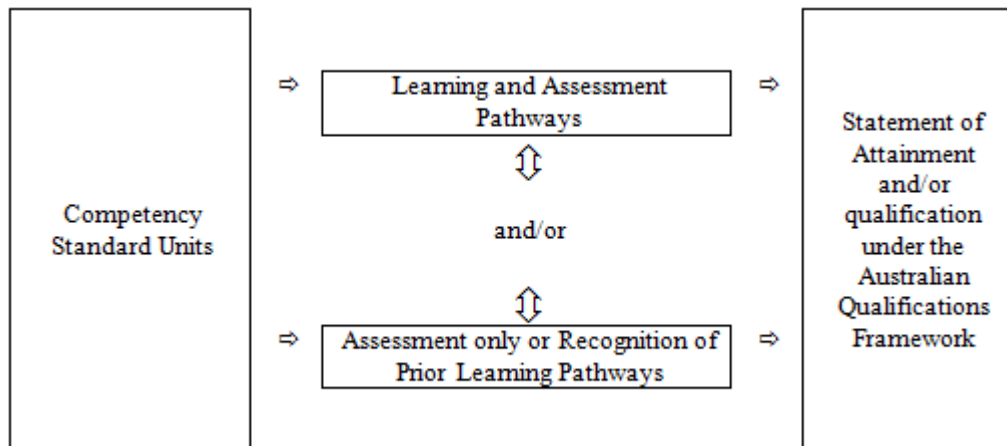 Competency
Standard Units
⇨
Learning and Assessment
Pathways
⇨
and/or
⇨
Assessment only or Recognition of
Prior Learning Pathways
⇨
Statement of
Attainment
and/or
qualification
under the
Australian
Qualifications
Framework